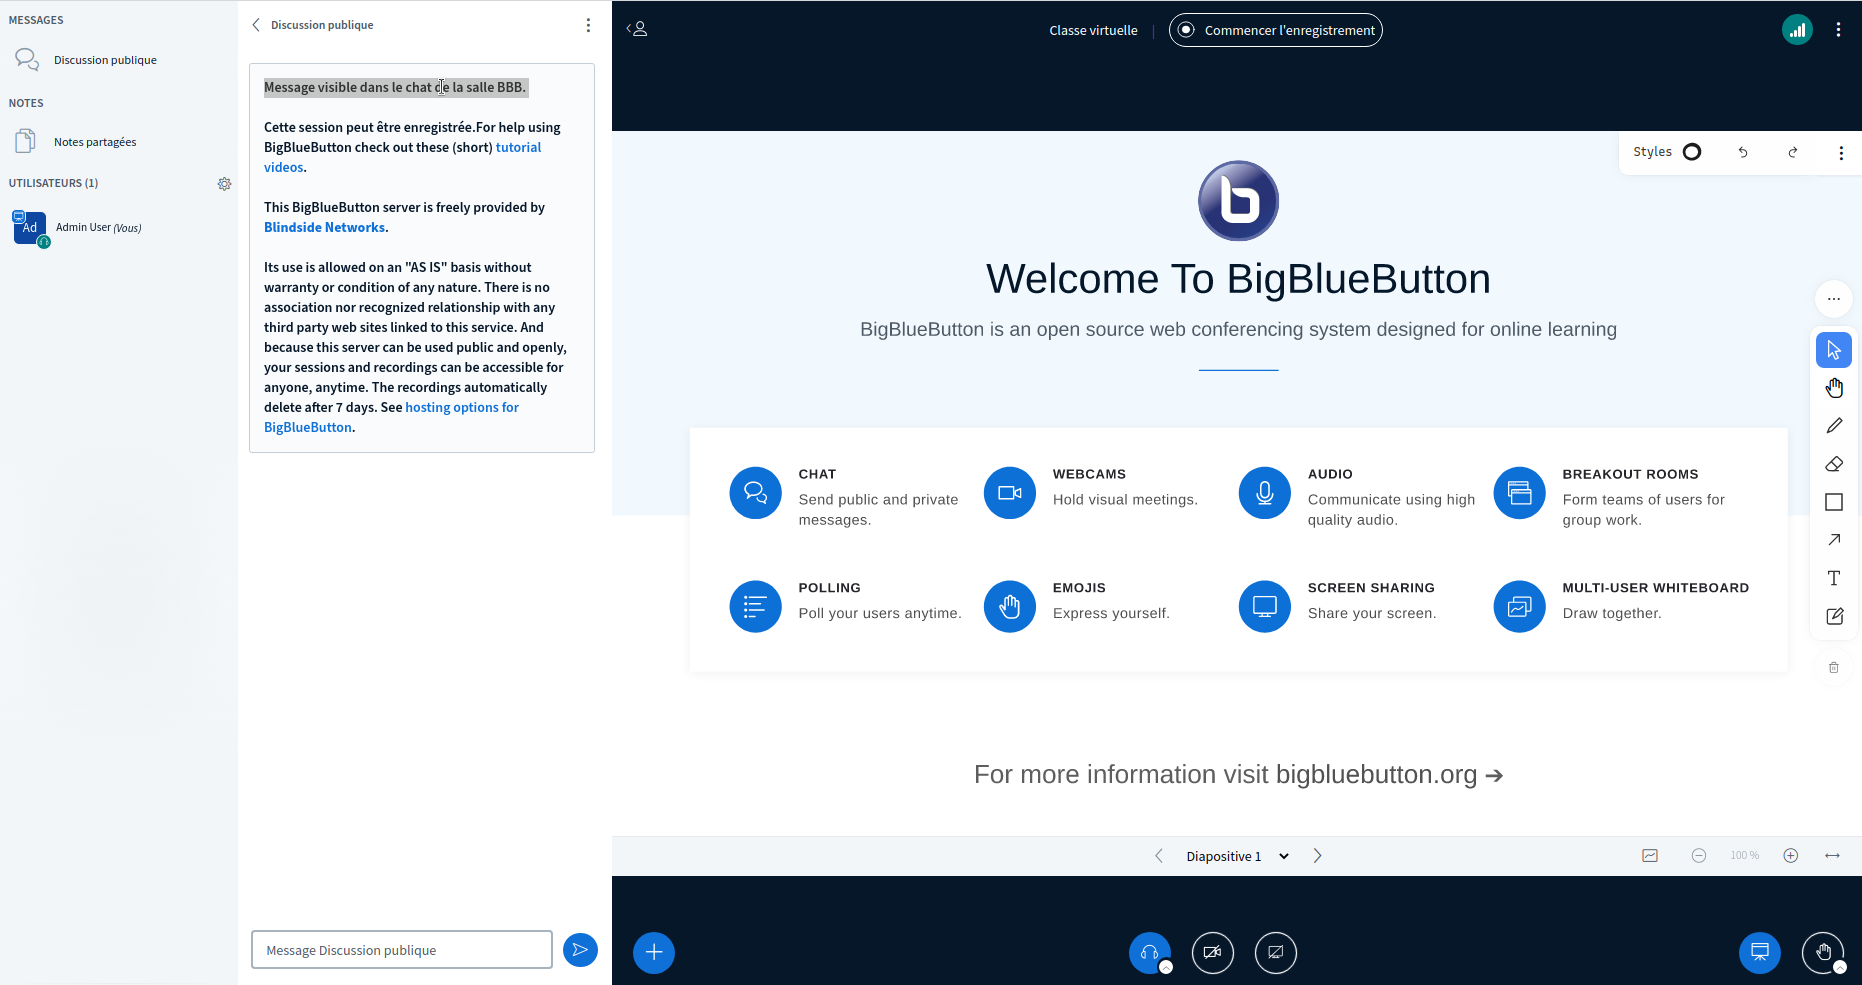 MESSAGES
Discussion publique
NOTES
Notes partagées
UTILISATEURS (1)
Ad
Admin User (Vous)
Discussion publique
Message visible dans le chat de la salle BBB.
Cette session peut être enregistrée.For help using
BigBlueButton check out these (short) tutorial
videos.
This BigBlueButton server is freely provided by
Blindside Networks.
Its use is allowed on an "AS IS" basis without
warranty or condition of any nature. There is no
association nor recognized relationship with any
third party web sites linked to this service. And
because this server can be used public and openly,
your sessions and recordings can be accessible for
anyone, anytime. The recordings automatically
delete after 7 days. See hosting options for
BigBlueButton.
Message Discussion publique
Classe virtuelle
Commencer l'enregistrement
Styles
b
Welcome To BigBlueButton
BigBlueButton is an open source web conferencing system designed for online learning
CHAT
Send public and private
messages.
WEBCAMS
Hold visual meetings.
AUDIO
Communicate using high
quality audio.
BREAKOUT ROOMS
Form teams of users for
group work.
POLLING
Poll your users anytime.
EMOJIS
Express yourself.
SCREEN SHARING
Share your screen.
MULTI-USER WHITEBOARD
Draw together.
For more information visit bigbluebutton.org →
Diapositive 1
100 %